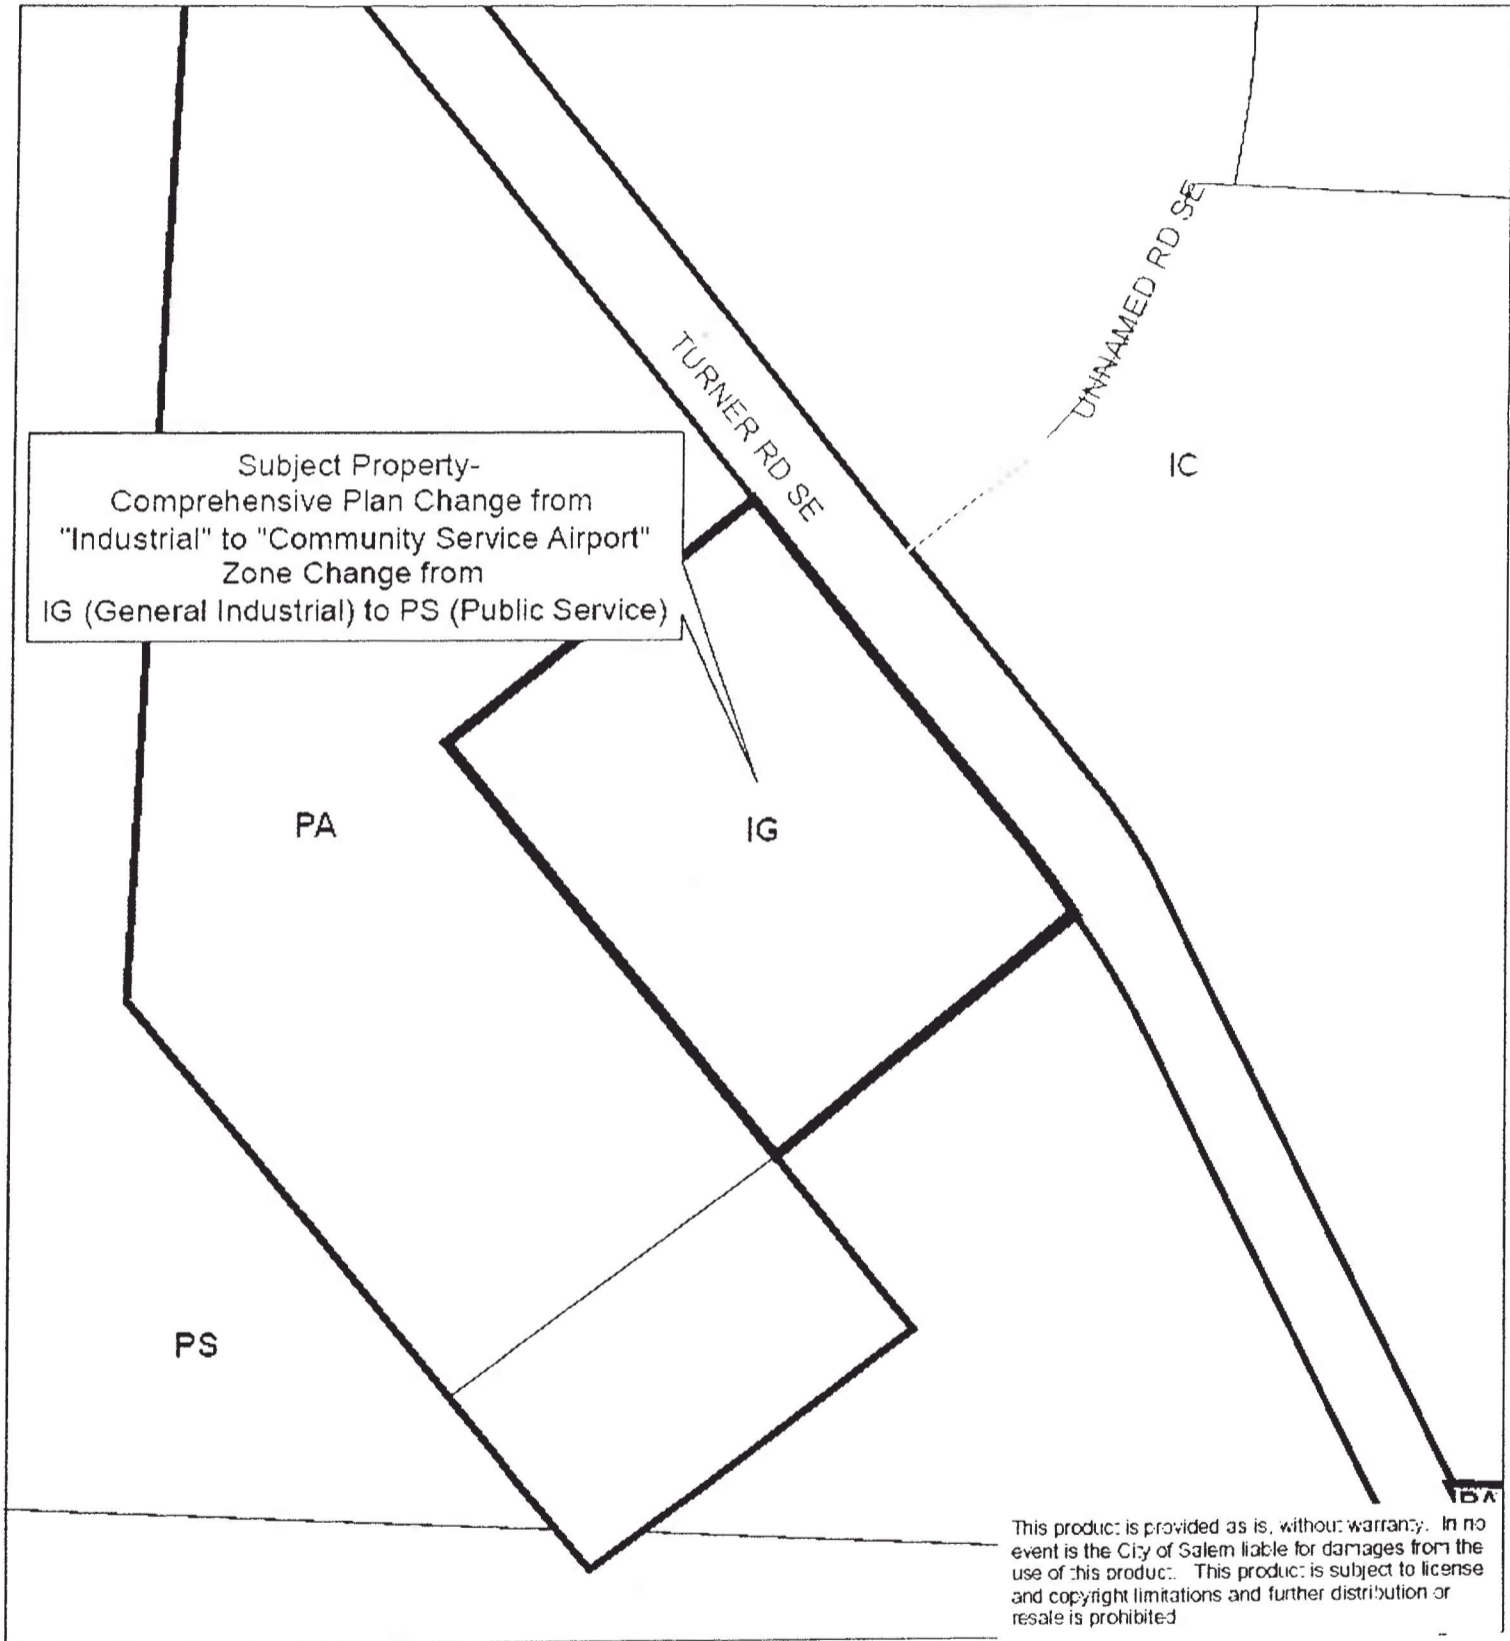 TURNER RD SE
UNNAMED RD SE
IC
Subject Property-
Comprehensive Plan Change from
"Industrial" to "Community Service Airport"
Zone Change from
IG (General Industrial) to PS (Public Service)
PA
IG
PS
This product is provided as is, without warranty. In no
event is the City of Salem liable for damages from the
use of this product. This product is subject to license
and copyright limitations and further distribution or
resale is prohibited